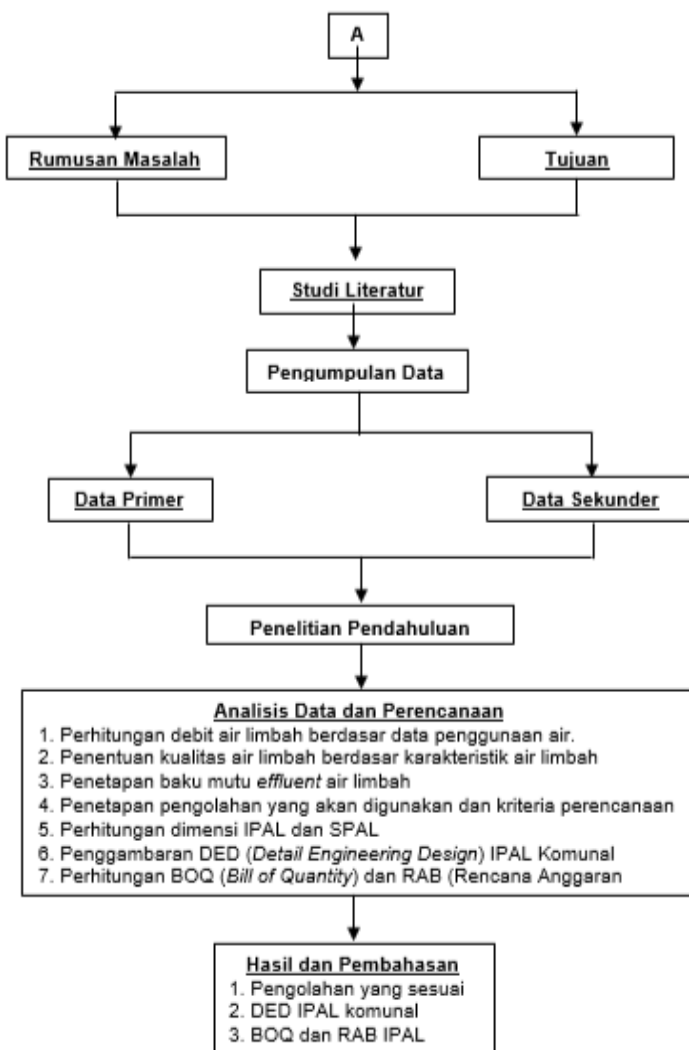 A
Rumusan Masalah
Tujuan
Studi Literatur
Pengumpulan Data
Data Primer
Data Sekunder
Penelitian Pendahuluan
Analisis Data dan Perencanaan
1. Perhitungan debit air limbah berdasar data penggunaan air.
2. Penentuan kualitas air limbah berdasar karakteristik air limbah
3. Penetapan baku mutu effluent air limbah
4. Penetapan pengolahan yang akan digunakan dan kriteria perencanaan
5. Perhitungan dimensi IPAL dan SPAL
6. Penggambaran DED (Detail Engineering Design) IPAL Komunal
7. Perhitungan BOQ (Bill of Quantity) dan RAB (Rencana Anggaran
Hasil dan Pembahasan
1. Pengolahan yang sesuai
2. DED IPAL komunal
3. BOQ dan RAB IPAL